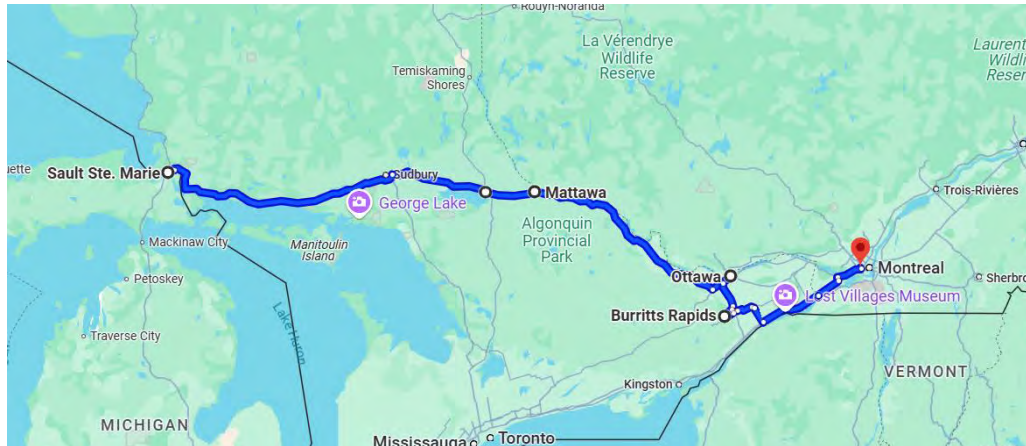 Rouyn-Noranda
La Vérendrye
Wildlife
Reserve
Laurent
Wildl
Reser
Temiskaming
Shores
uette
Sault Ste. Marie
Sudbury
Mattawa
George Lake
Trois-Rivières
Algonquin
Provincial
Park
Mackinaw City
Manitoulin
Island
Petoskey
Ottawa
Montreal
Sherbro
Lost Villages Museum
Burritts Rapids
Lake Huron
Traverse City
Kingston
VERMONT
MICHIGAN
Mississauga
Toronto